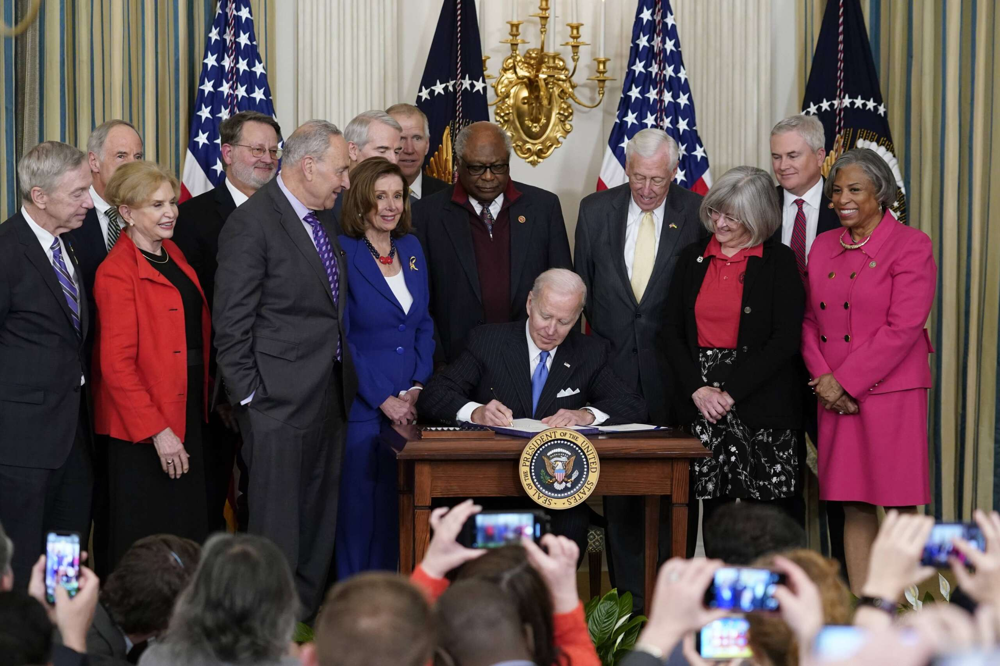 SEAL OF THE PRESIDENT OF THE UNITED STATES